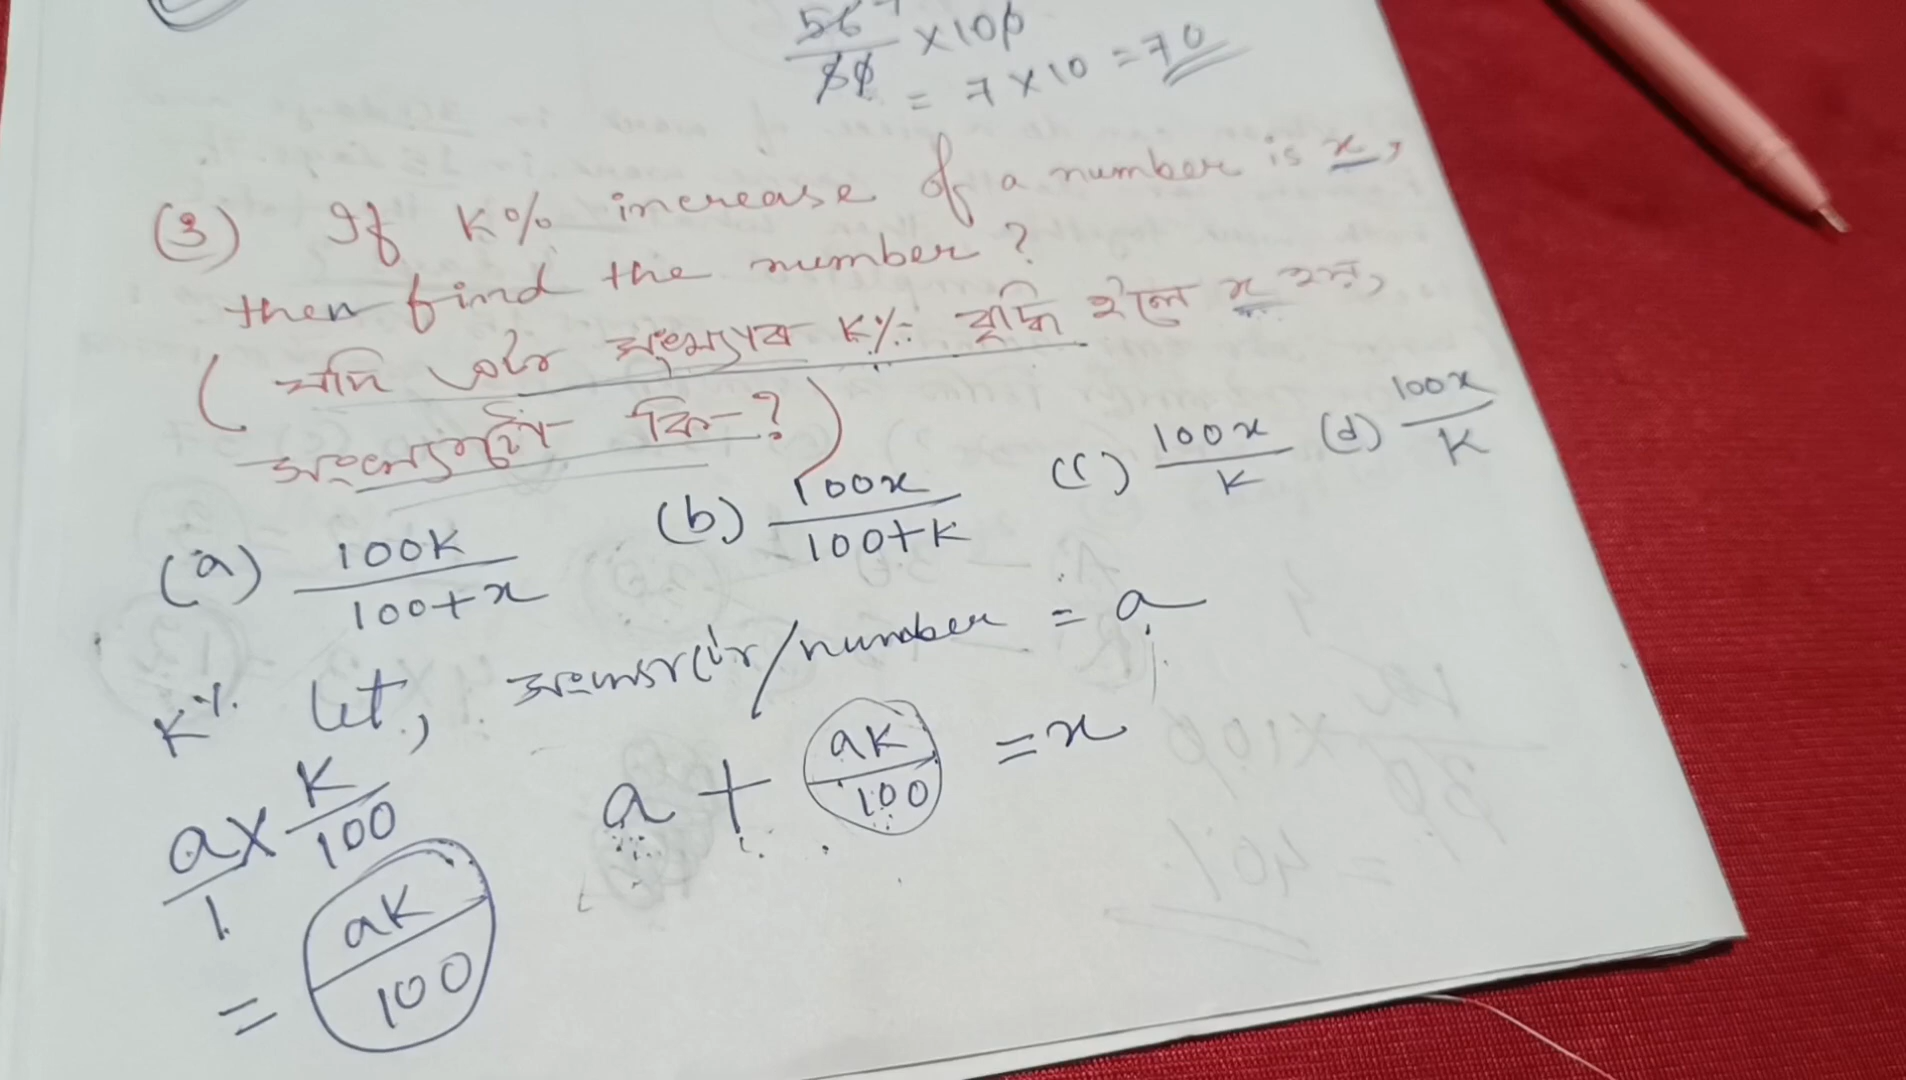 56/80 × 100
= 7 × 10 = 70
(3) If K% increase of a number is x,
then find the number?
(যদি কোন সংখ্যার K% বৃদ্ধি হলে x হয়,
সংখ্যাটি কি-?)
(a) 100K/100+x (b) 100x/100+K (c) 100x/K (d) 100x/K
K% Let, সংখ্যাটি/number = a
a/1 × K/100 a + aK/100 = x
= aK/100